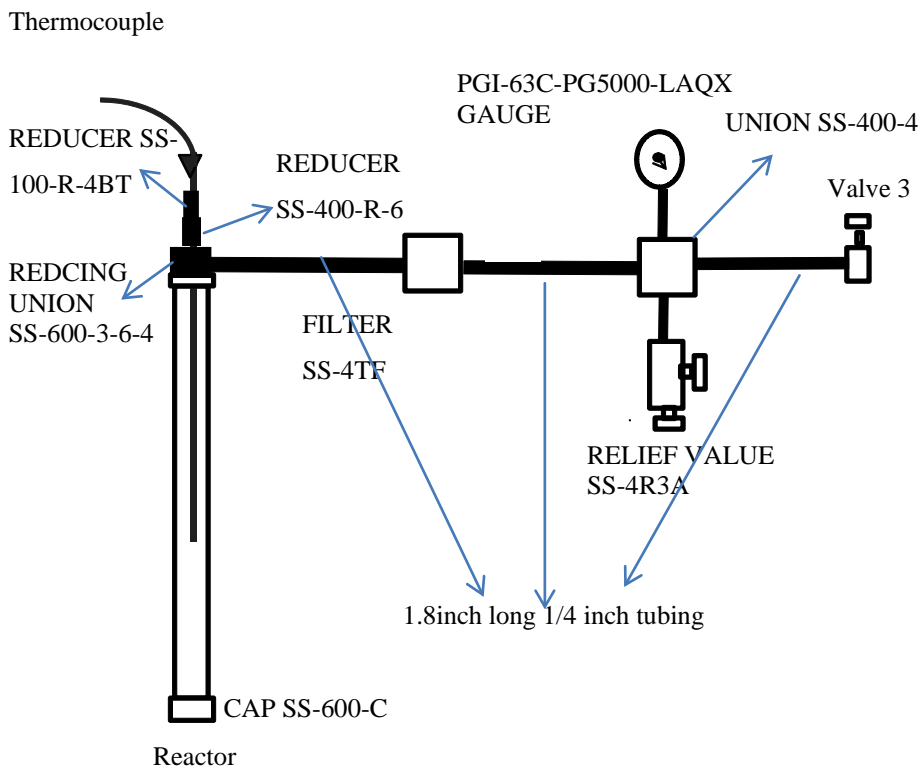 Thermocouple
PGI-63C-PG5000-LAQX
GAUGE
UNION SS-400-4
REDUCER SS-
100-R-4BT
REDUCER
SS-400-R-6
Valve 3
REDCING
UNION
SS-600-3-6-4
FILTER
SS-4TF
RELIEF VALUE
SS-4R3A
1.8inch long 1/4 inch tubing
CAP SS-600-C
Reactor